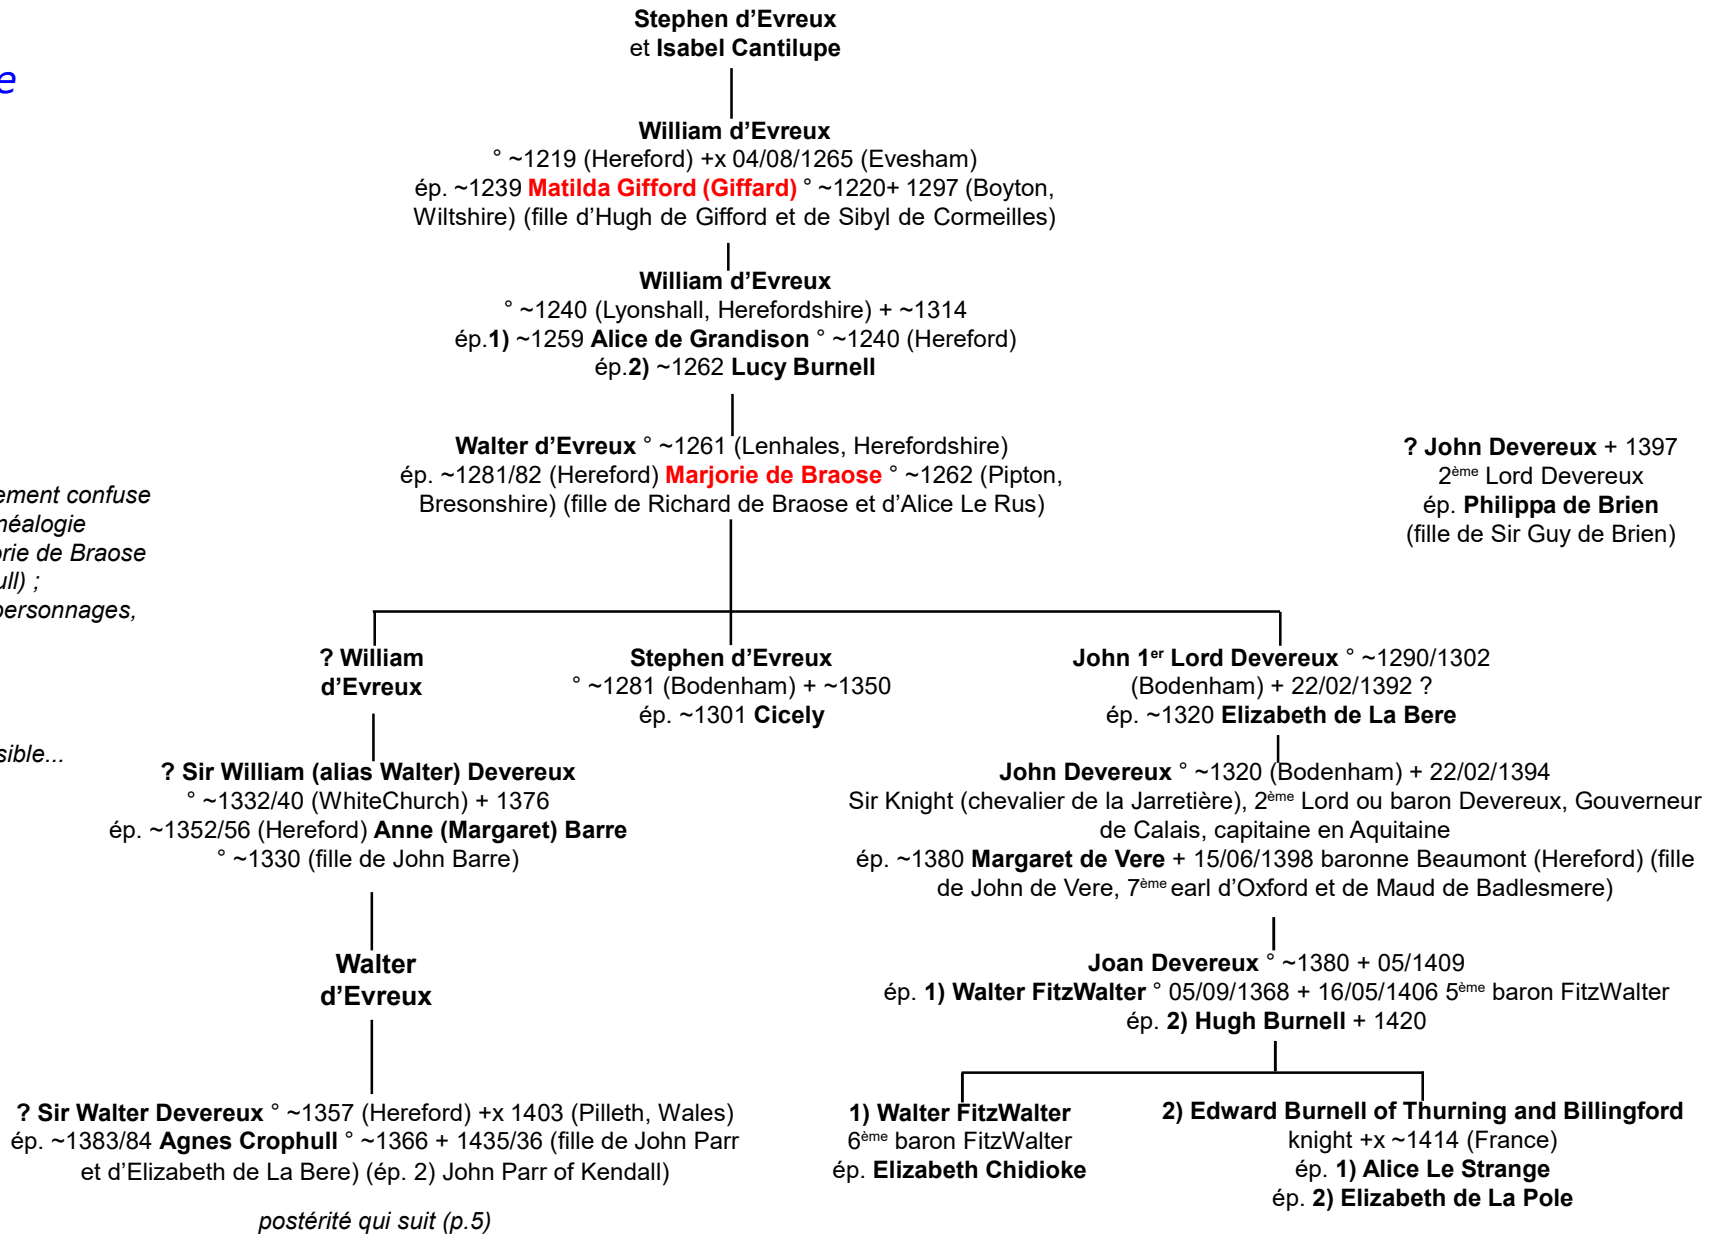 Stephen d’Evreux
et Isabel Cantilupe
e
William d’Evreux
° ~1219 (Hereford) +x 04/08/1265 (Evesham)
ép. ~1239 Matilda Gifford (Giffard) ° ~1220+ 1297 (Boyton,
Wiltshire) (fille d’Hugh de Gifford et de Sibyl de Cormeilles)
William d’Evreux
° ~1240 (Lyonshall, Herefordshire) + ~1314
ép.1) ~1259 Alice de Grandison ° ~1240 (Hereford)
ép.2) ~1262 Lucy Burnell
Walter d’Evreux ° ~1261 (Lenhales, Herefordshire)
ép. ~1281/82 (Hereford) Marjorie de Braose ° ~1262 (Pipton,
Bresonshire) (fille de Richard de Braose et d’Alice Le Rus)
? John Devereux + 1397
2ème Lord Devereux
ép. Philippa de Brien
(fille de Sir Guy de Brien)
ement confuse
néalogie
orie de Braose
ull) ;
personnages,
sible...
? William
d’Evreux
Stephen d’Evreux
° ~1281 (Bodenham) + ~1350
ép. ~1301 Cicely
John 1er Lord Devereux ° ~1290/1302
(Bodenham) + 22/02/1392 ?
ép. ~1320 Elizabeth de La Bere
? Sir William (alias Walter) Devereux
° ~1332/40 (WhiteChurch) + 1376
ép. ~1352/56 (Hereford) Anne (Margaret) Barre
° ~1330 (fille de John Barre)
John Devereux ° ~1320 (Bodenham) + 22/02/1394
Sir Knight (chevalier de la Jarretière), 2ème Lord ou baron Devereux, Gouverneur
de Calais, capitaine en Aquitaine
ép. ~1380 Margaret de Vere + 15/06/1398 baronne Beaumont (Hereford) (fille
de John de Vere, 7ème earl d’Oxford et de Maud de Badlesmere)
Walter
d’Evreux
Joan Devereux ° ~1380 + 05/1409
ép. 1) Walter FitzWalter ° 05/09/1368 + 16/05/1406 5ème baron FitzWalter
ép. 2) Hugh Burnell + 1420
? Sir Walter Devereux ° ~1357 (Hereford) +x 1403 (Pilleth, Wales)
ép. ~1383/84 Agnes Crophull ° ~1366 + 1435/36 (fille de John Parr
et d’Elizabeth de La Bere) (ép. 2) John Parr of Kendall)
postérité qui suit (p.5)
1) Walter FitzWalter
6ème baron FitzWalter
ép. Elizabeth Chidioke
2) Edward Burnell of Thurning and Billingford
knight +x ~1414 (France)
ép. 1) Alice Le Strange
ép. 2) Elizabeth de La Pole